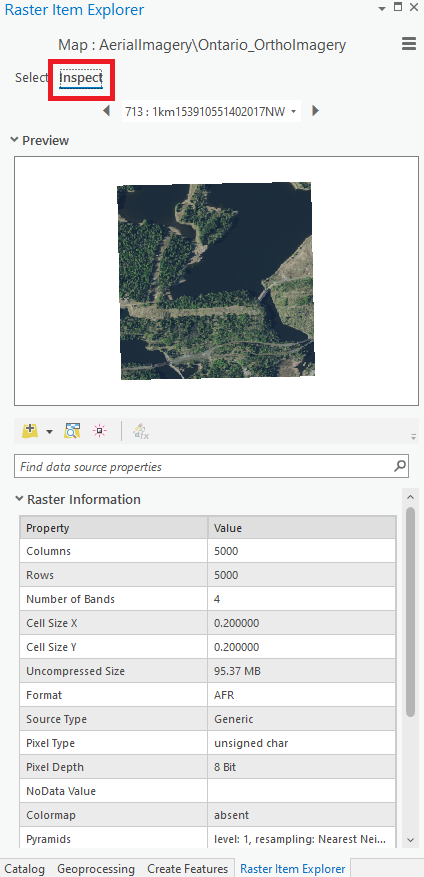 Raster Item Explorer
Map : AerialImagery\Ontario_OrthoImagery
Select Inspect
713 : 1km153910551402017NW
Preview
Find data source properties
Raster Information
Property Value
Columns 5000
Rows 5000
Number of Bands 4
Cell Size X 0.200000
Cell Size Y 0.200000
Uncompressed Size 95.37 MB
Format AFR
Source Type Generic
Pixel Type unsigned char
Pixel Depth 8 Bit
NoData Value
Colormap absent
Pyramids level: 1, resampling: Nearest Nei...
Catalog Geoprocessing Create Features Raster Item Explorer